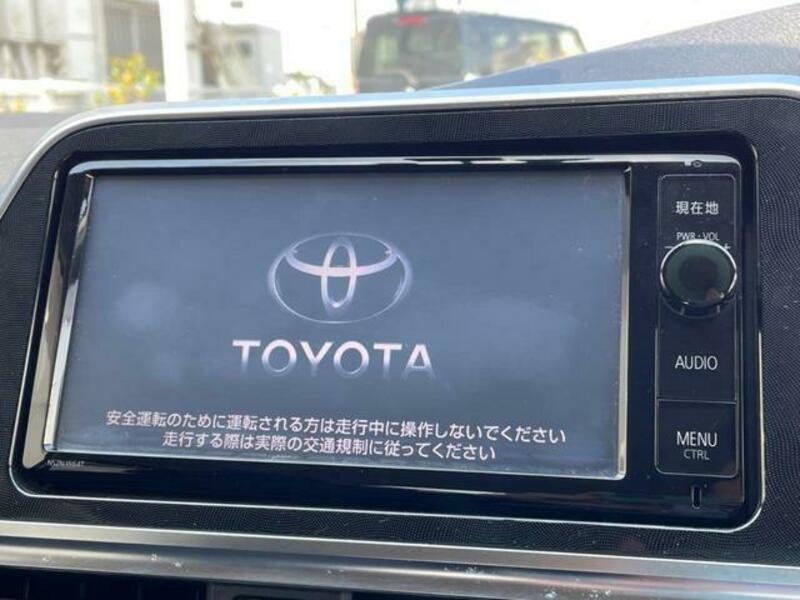 TOYOTA
安全運転のために運転される方は走行中に操作しないでください
走行する際は実際の交通規制に従ってください
NSZN-W64T
現在地
PWR・VOL
AUDIO
MENU
CTRL